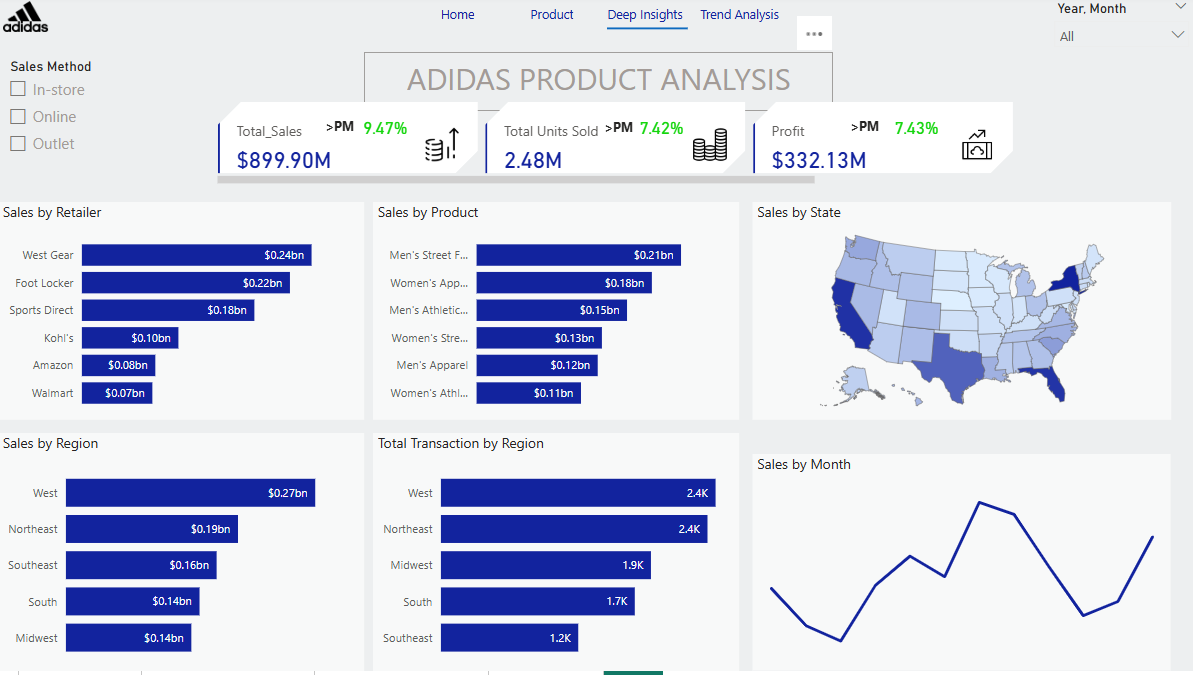 adidas
Home
Product
Deep Insights
Trend Analysis
Year, Month
All
Sales Method
In-store
Online
Outlet
ADIDAS PRODUCT ANALYSIS
Total_Sales
>PM 9.47%
$899.90M
Total Units Sold
>PM 7.42%
2.48M
Profit
>PM 7.43%
$332.13M
Sales by Retailer
West Gear $0.24bn
Foot Locker $0.22bn
Sports Direct $0.18bn
Kohl's $0.10bn
Amazon $0.08bn
Walmart $0.07bn
Sales by Product
Men's Street F... $0.21bn
Women's App... $0.18bn
Men's Athletic... $0.15bn
Women's Stre... $0.13bn
Men's Apparel $0.12bn
Women's Athl... $0.11bn
Sales by State
Sales by Region
West $0.27bn
Northeast $0.19bn
Southeast $0.16bn
South $0.14bn
Midwest $0.14bn
Total Transaction by Region
West 2.4K
Northeast 2.4K
Midwest 1.9K
South 1.7K
Southeast 1.2K
Sales by Month